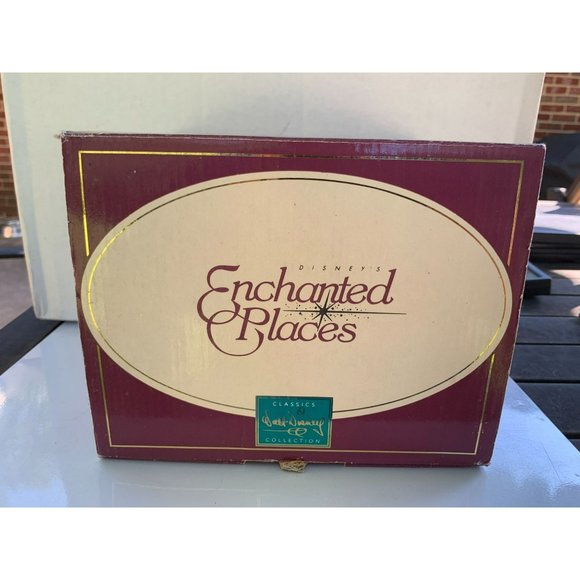 DISNEY'S
Enchanted
Places
CLASSICS
Walt Disney
COLLECTION